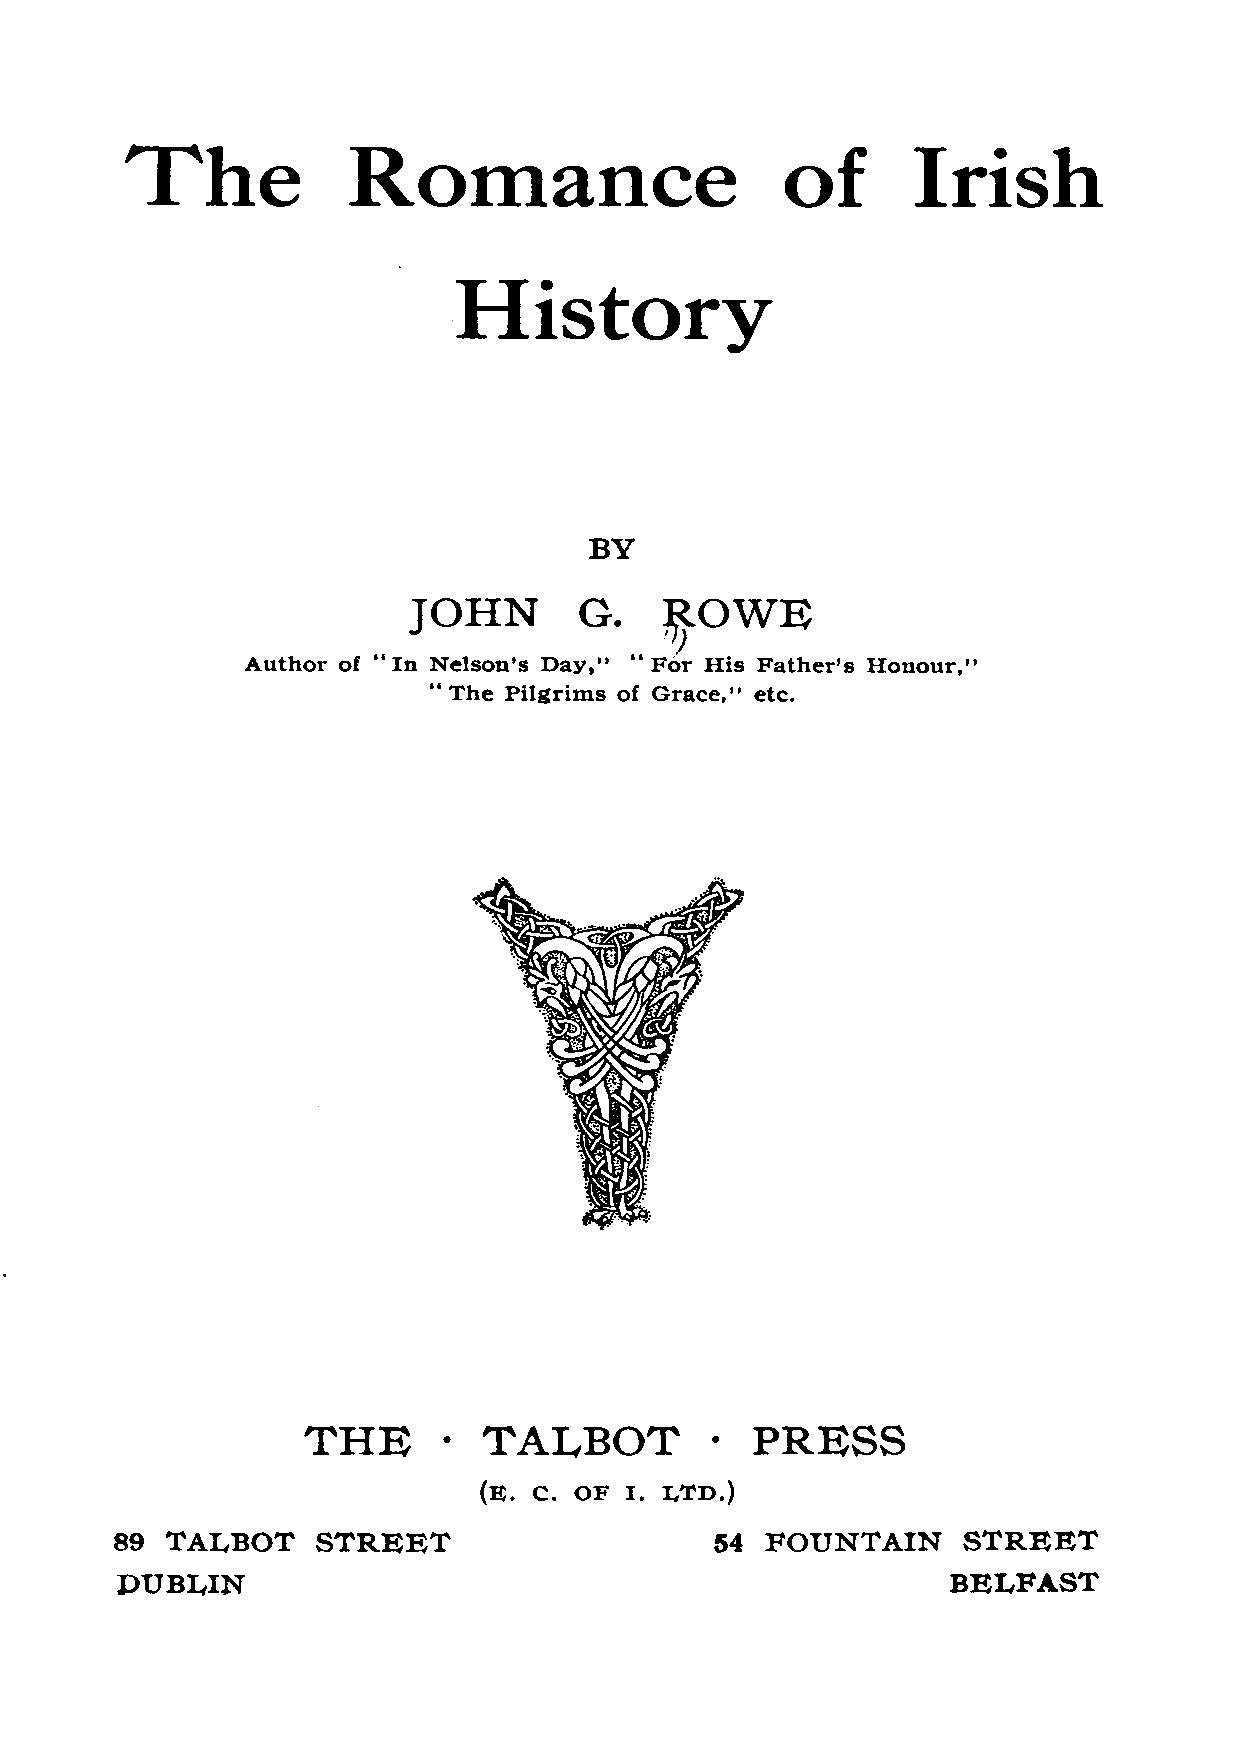 The Romance of Irish
History
BY
JOHN G. ROWE
Author of "In Nelson's Day," "For His Father's Honour,"
"The Pilgrims of Grace," etc.
THE · TALBOT · PRESS
(E. C. OF I. LTD.)
89 TALBOT STREET 54 FOUNTAIN STREET
DUBLIN BELFAST